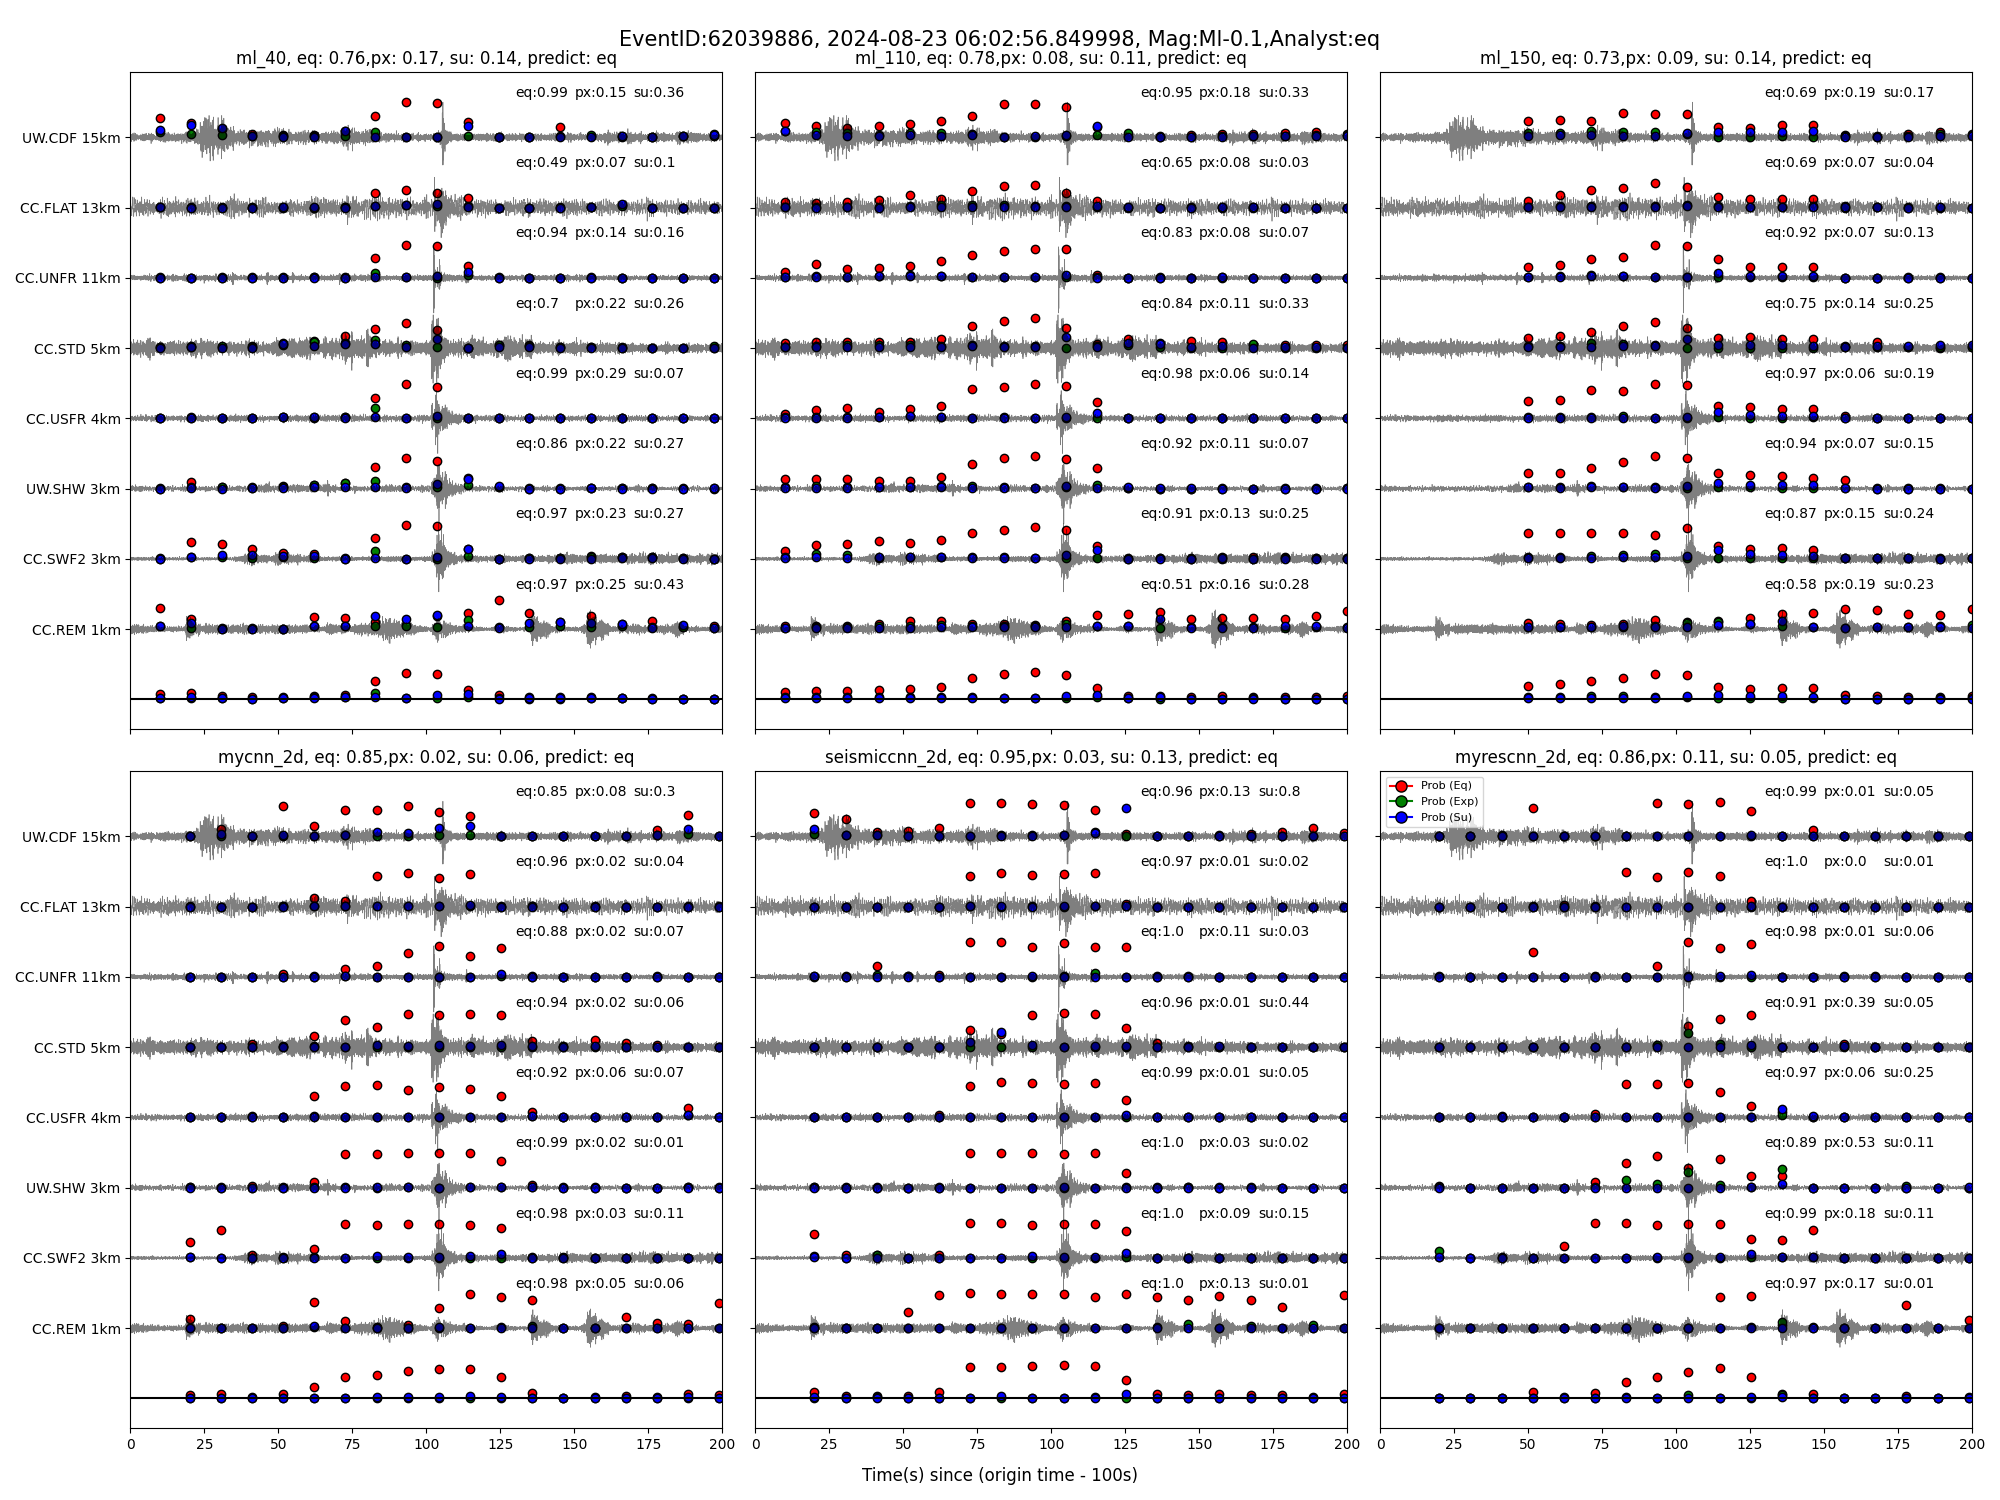 EventID:62039886, 2024-08-23 06:02:56.849998, Mag:Ml-0.1,Analyst:eq
ml_40, eq: 0.76,px: 0.17, su: 0.14, predict: eq
UW.CDF 15km
eq:0.99 px:0.15 su:0.36
CC.FLAT 13km
eq:0.49 px:0.07 su:0.1
CC.UNFR 11km
eq:0.94 px:0.14 su:0.16
CC.STD 5km
eq:0.7 px:0.22 su:0.26
CC.USFR 4km
eq:0.99 px:0.29 su:0.07
UW.SHW 3km
eq:0.86 px:0.22 su:0.27
CC.SWF2 3km
eq:0.97 px:0.23 su:0.27
CC.REM 1km
eq:0.97 px:0.25 su:0.43
ml_110, eq: 0.78,px: 0.08, su: 0.11, predict: eq
eq:0.95 px:0.18 su:0.33
eq:0.65 px:0.08 su:0.03
eq:0.83 px:0.08 su:0.07
eq:0.84 px:0.11 su:0.33
eq:0.98 px:0.06 su:0.14
eq:0.92 px:0.11 su:0.07
eq:0.91 px:0.13 su:0.25
eq:0.51 px:0.16 su:0.28
ml_150, eq: 0.73,px: 0.09, su: 0.14, predict: eq
eq:0.69 px:0.19 su:0.17
eq:0.69 px:0.07 su:0.04
eq:0.92 px:0.07 su:0.13
eq:0.75 px:0.14 su:0.25
eq:0.97 px:0.06 su:0.19
eq:0.94 px:0.07 su:0.15
eq:0.87 px:0.15 su:0.24
eq:0.58 px:0.19 su:0.23
mycnn_2d, eq: 0.85,px: 0.02, su: 0.06, predict: eq
UW.CDF 15km
eq:0.85 px:0.08 su:0.3
CC.FLAT 13km
eq:0.96 px:0.02 su:0.04
CC.UNFR 11km
eq:0.88 px:0.02 su:0.07
CC.STD 5km
eq:0.94 px:0.02 su:0.06
CC.USFR 4km
eq:0.92 px:0.06 su:0.07
UW.SHW 3km
eq:0.99 px:0.02 su:0.01
CC.SWF2 3km
eq:0.98 px:0.03 su:0.11
CC.REM 1km
eq:0.98 px:0.05 su:0.06
0 25 50 75 100 125 150 175 200
seismiccnn_2d, eq: 0.95,px: 0.03, su: 0.13, predict: eq
eq:0.96 px:0.13 su:0.8
eq:0.97 px:0.01 su:0.02
eq:1.0 px:0.11 su:0.03
eq:0.96 px:0.01 su:0.44
eq:0.99 px:0.01 su:0.05
eq:1.0 px:0.03 su:0.02
eq:1.0 px:0.09 su:0.15
eq:1.0 px:0.13 su:0.01
0 25 50 75 100 125 150 175 200
myrescnn_2d, eq: 0.86,px: 0.11, su: 0.05, predict: eq
Prob (Eq)
Prob (Exp)
Prob (Su)
eq:0.99 px:0.01 su:0.05
eq:1.0 px:0.0 su:0.01
eq:0.98 px:0.01 su:0.06
eq:0.91 px:0.39 su:0.05
eq:0.97 px:0.06 su:0.25
eq:0.89 px:0.53 su:0.11
eq:0.99 px:0.18 su:0.11
eq:0.97 px:0.17 su:0.01
0 25 50 75 100 125 150 175 200
Time(s) since (origin time - 100s)